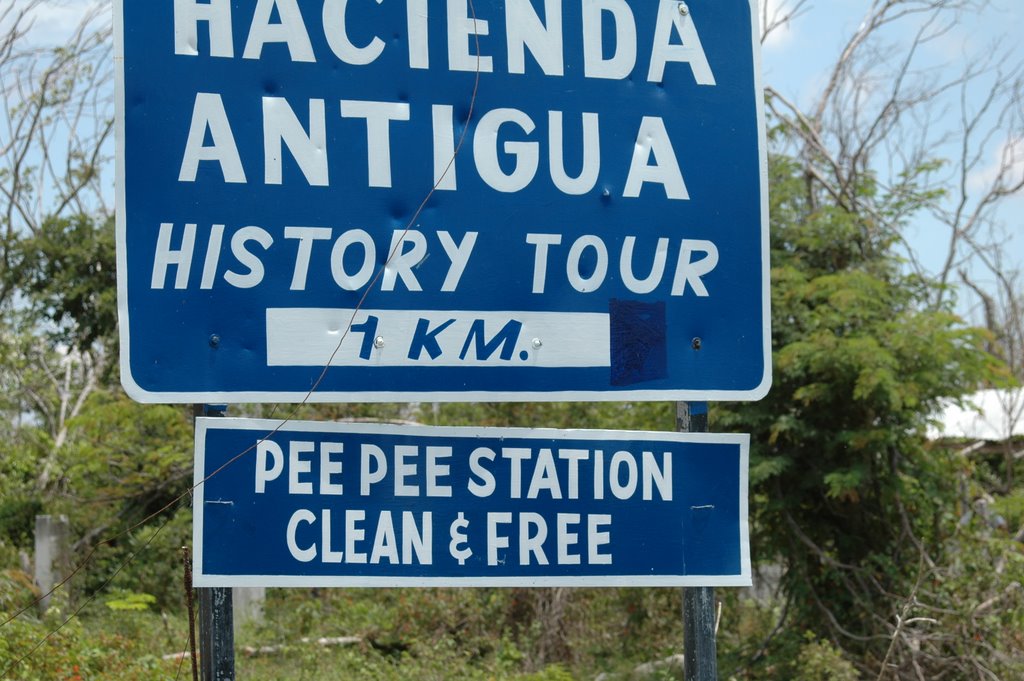 HACIENDA
ANTIGUA
HISTORY TOUR
1 KM.
PEE PEE STATION
CLEAN & FREE